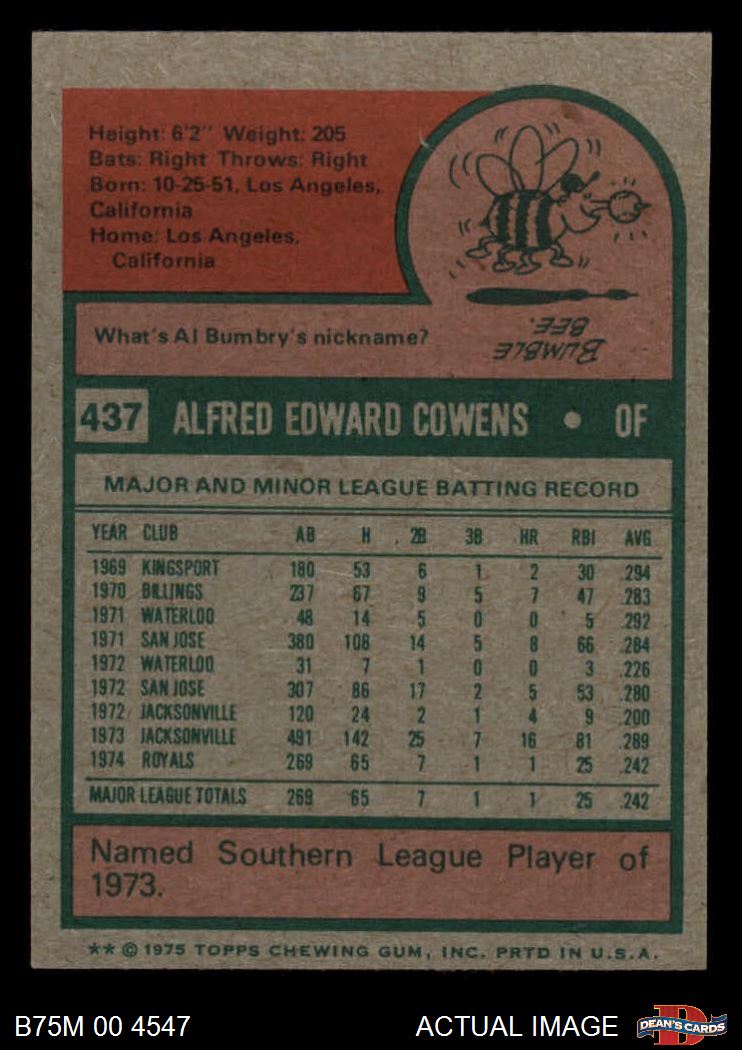 Height: 6'2" Weight: 205
Bats: Right Throws: Right
Born: 10-25-51, Los Angeles,
California
Home: Los Angeles,
California
What's Al Bumbry's nickname?
BUMBLE
BEE.
437 ALFRED EDWARD COWENS • OF
MAJOR AND MINOR LEAGUE BATTING RECORD
YEAR CLUB AB H 2B 3B HR RBI AVG
1969 KINGSPORT 180 53 6 1 2 30 .294
1970 BILLINGS 237 67 9 5 7 47 .283
1971 WATERLOO 48 14 5 0 0 5 .292
1971 SAN JOSE 380 108 14 5 8 66 .284
1972 WATERLOO 31 7 1 0 0 3 .226
1972 SAN JOSE 307 86 17 2 5 53 .280
1972 JACKSONVILLE 120 24 2 1 4 9 .200
1973 JACKSONVILLE 491 142 25 7 16 81 .289
1974 ROYALS 269 65 7 1 1 25 .242
MAJOR LEAGUE TOTALS 269 65 7 1 1 25 .242
Named Southern League Player of
1973.
** © 1975 TOPPS CHEWING GUM, INC. PRTD IN U.S.A.
B75M 00 4547 ACTUAL IMAGE DEAN'S CARDS